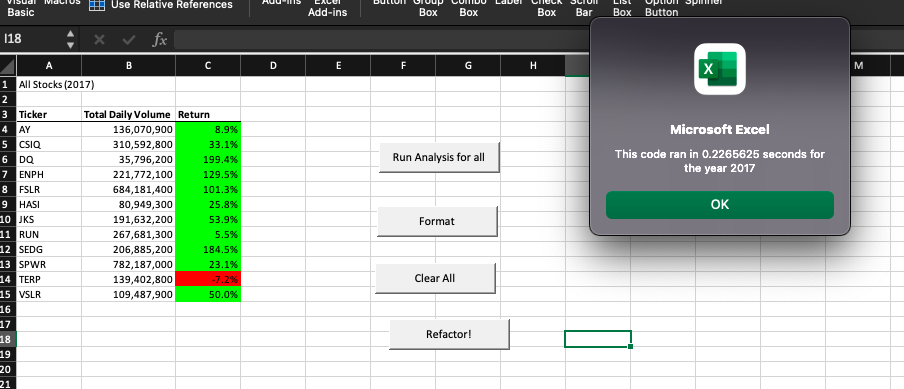 Visual Macros Use Relative References Add-ins Excel Button Group Combo Label Check Scroll List Option Spinner
Basic Add-ins Box Box Box Bar Box Button
I18 fx
A B C D E F G H M
1 All Stocks (2017)
2
3 Ticker Total Daily Volume Return
4 AY 136,070,900 8.9%
5 CSIQ 310,592,800 33.1%
6 DQ 35,796,200 199.4%
7 ENPH 221,772,100 129.5%
8 FSLR 684,181,400 101.3%
9 HASI 80,949,300 25.8%
10 JKS 191,632,200 53.9%
11 RUN 267,681,300 5.5%
12 SEDG 206,885,200 184.5%
13 SPWR 782,187,000 23.1%
14 TERP 139,402,800 -7.2%
15 VSLR 109,487,900 50.0%
16
17
18
19
20
21
Run Analysis for all
Format
Clear All
Refactor!
X
Microsoft Excel
This code ran in 0.2265625 seconds for
the year 2017
OK